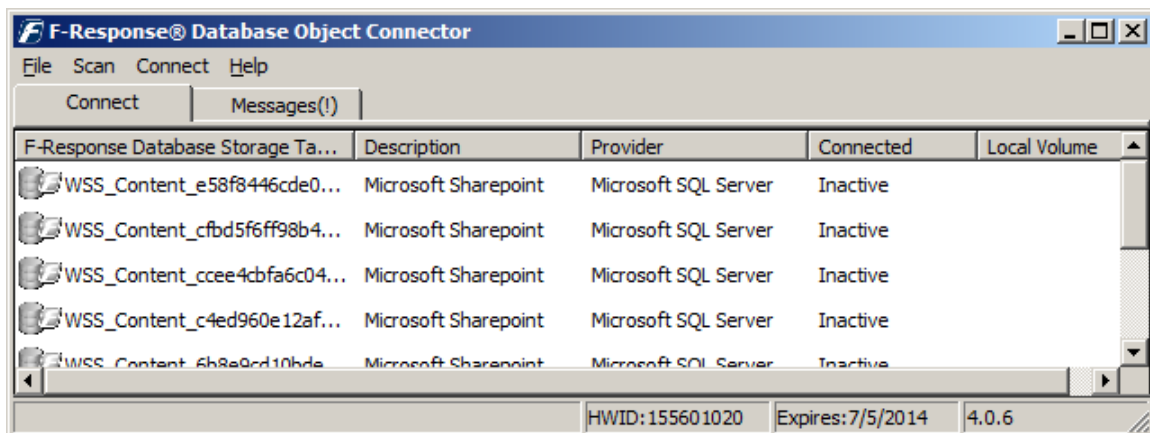 F-Response® Database Object Connector
File Scan Connect Help
Connect Messages(!)
F-Response Database Storage Ta... Description Provider Connected Local Volume
WSS_Content_e58f8446cde0... Microsoft Sharepoint Microsoft SQL Server Inactive
WSS_Content_cfbd5f6ff98b4... Microsoft Sharepoint Microsoft SQL Server Inactive
WSS_Content_ccee4cbfa6c04... Microsoft Sharepoint Microsoft SQL Server Inactive
WSS_Content_c4ed960e12af... Microsoft Sharepoint Microsoft SQL Server Inactive
WSS_Content_6b8e9cd10bde... Microsoft Sharepoint Microsoft SQL Server Inactive
HWID:155601020 Expires:7/5/2014 4.0.6